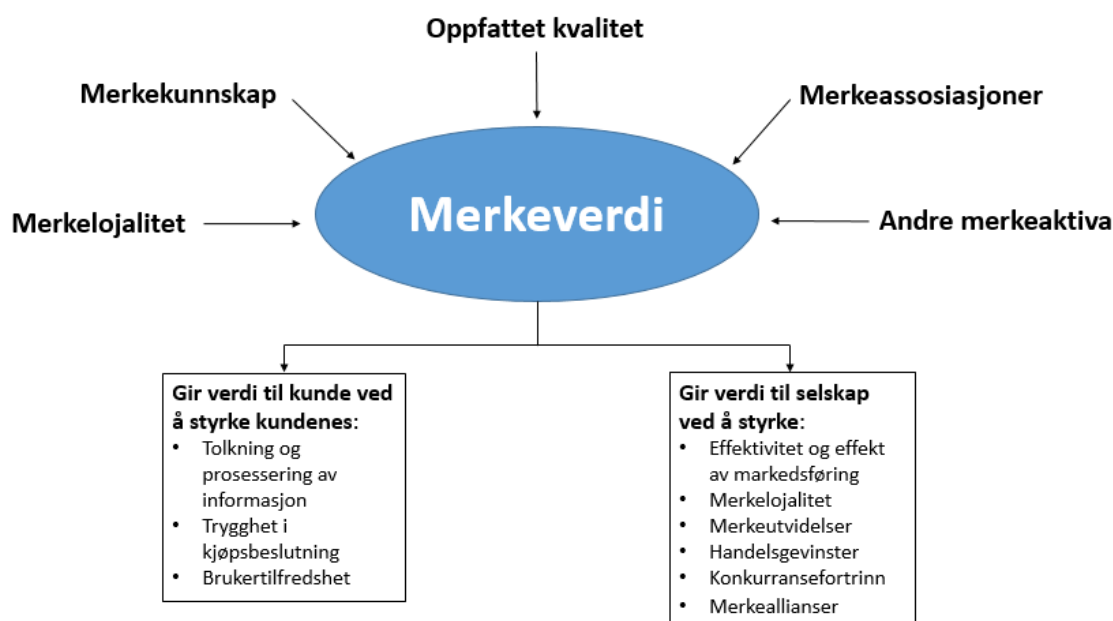 Oppfattet kvalitet
Merkekunnskap
Merkeassosiasjoner
Merkeverdi
Merkelojalitet
Andre merkeaktiva
Gir verdi til kunde ved
å styrke kundenes:
• Tolkning og
prosessering av
informasjon
• Trygghet i
kjøpsbeslutning
• Brukertilfredshet
Gir verdi til selskap
ved å styrke:
• Effektivitet og effekt
av markedsføring
• Merkelojalitet
• Merkeutvidelser
• Handelsgevinster
• Konkurransefortrinn
• Merkeallianser